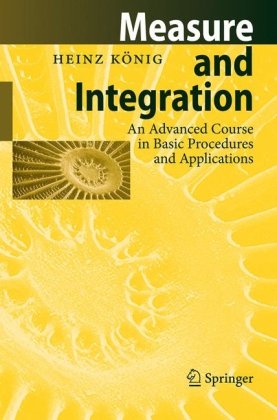 Measure
HEINZ KÖNIG and
Integration
An Advanced Course
in Basic Procedures
and Applications
Springer